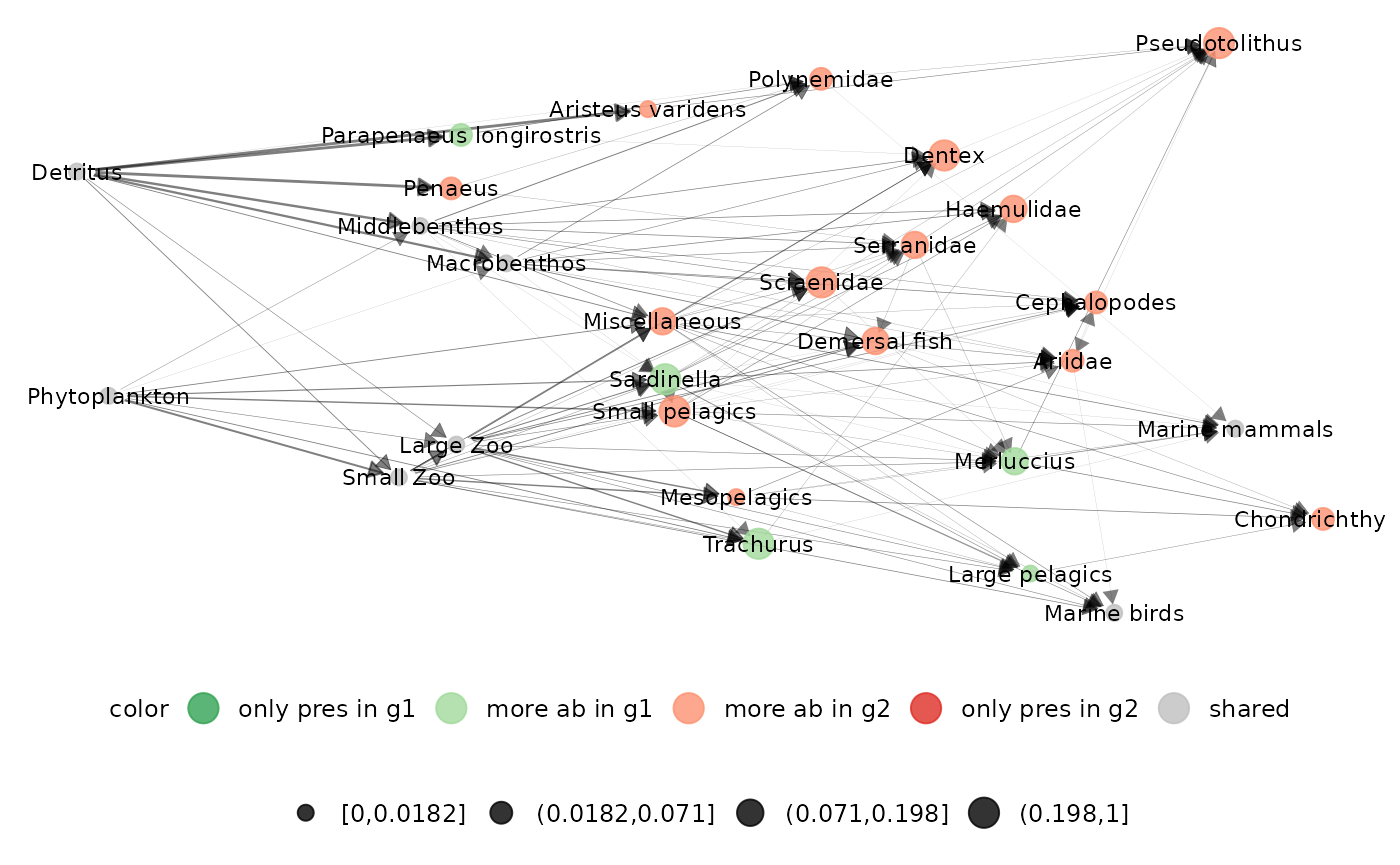 Pseudotolithus
Polynemidae
Aristeus varidens
Parapenaeus longirostris
Dentex
Detritus
Penaeus
Haemulidae
Middlebenthos
Serranidae
Macrobenthos
Sciaenidae
Cephalopodes
Miscellaneous
Demersal fish
Ariidae
Sardinella
Phytoplankton
Small pelagics
Marine mammals
Large Zoo
Merluccius
Small Zoo
Mesopelagics
Chondrichthy
Trachurus
Large pelagics
Marine birds
color only pres in g1 more ab in g1 more ab in g2 only pres in g2 shared
[0,0.0182] (0.0182,0.071] (0.071,0.198] (0.198,1]